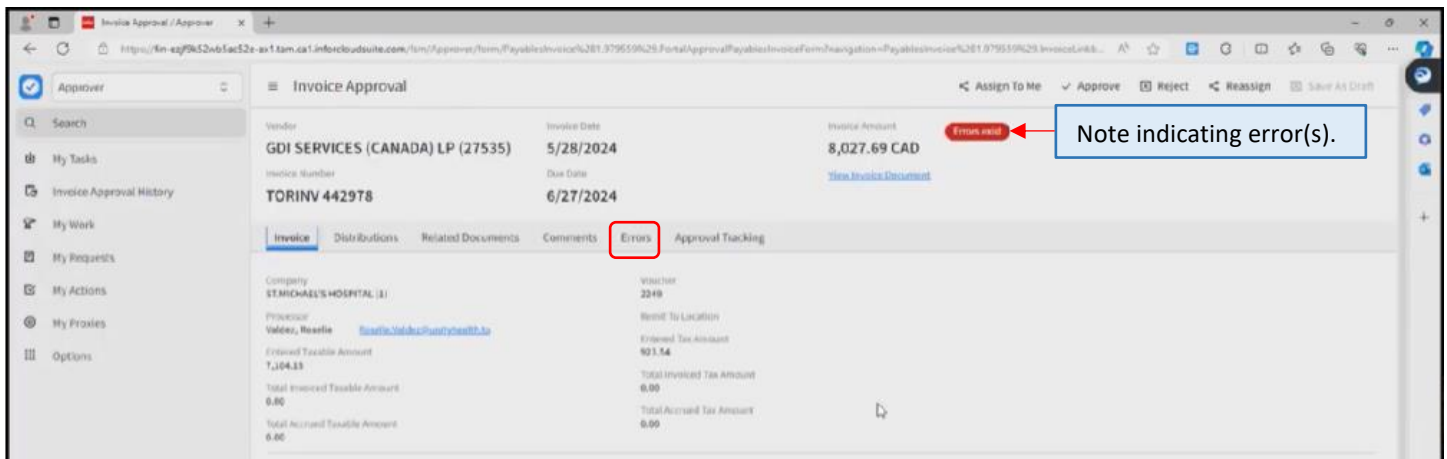 Invoice Approval / Approver
Approver
Invoice Approval
Assign To Me
Approve
Reject
Reassign
Save As Draft
Search
My Tasks
Invoice Approval History
My Work
My Requests
My Actions
My Proxies
Options
Vendor
GDI SERVICES (CANADA) LP (27535)
Invoice Number
TORINV 442978
Invoice Date
5/28/2024
Due Date
6/27/2024
Invoice Amount
8,027.69 CAD
View Invoice Document
Errors exist
Note indicating error(s).
Invoice Distributions Related Documents Comments Errors Approval Tracking
Company
ST.MICHAEL'S HOSPITAL (1)
Processor
Valdez, Roselie Roselie.Valdez@unityhealth.to
Entered Taxable Amount
7,104.15
Total Invoiced Taxable Amount
0.00
Total Accrued Taxable Amount
0.00
Voucher
2249
Remit To Location
Entered Tax Amount
923.54
Total Invoiced Tax Amount
0.00
Total Accrued Tax Amount
0.00